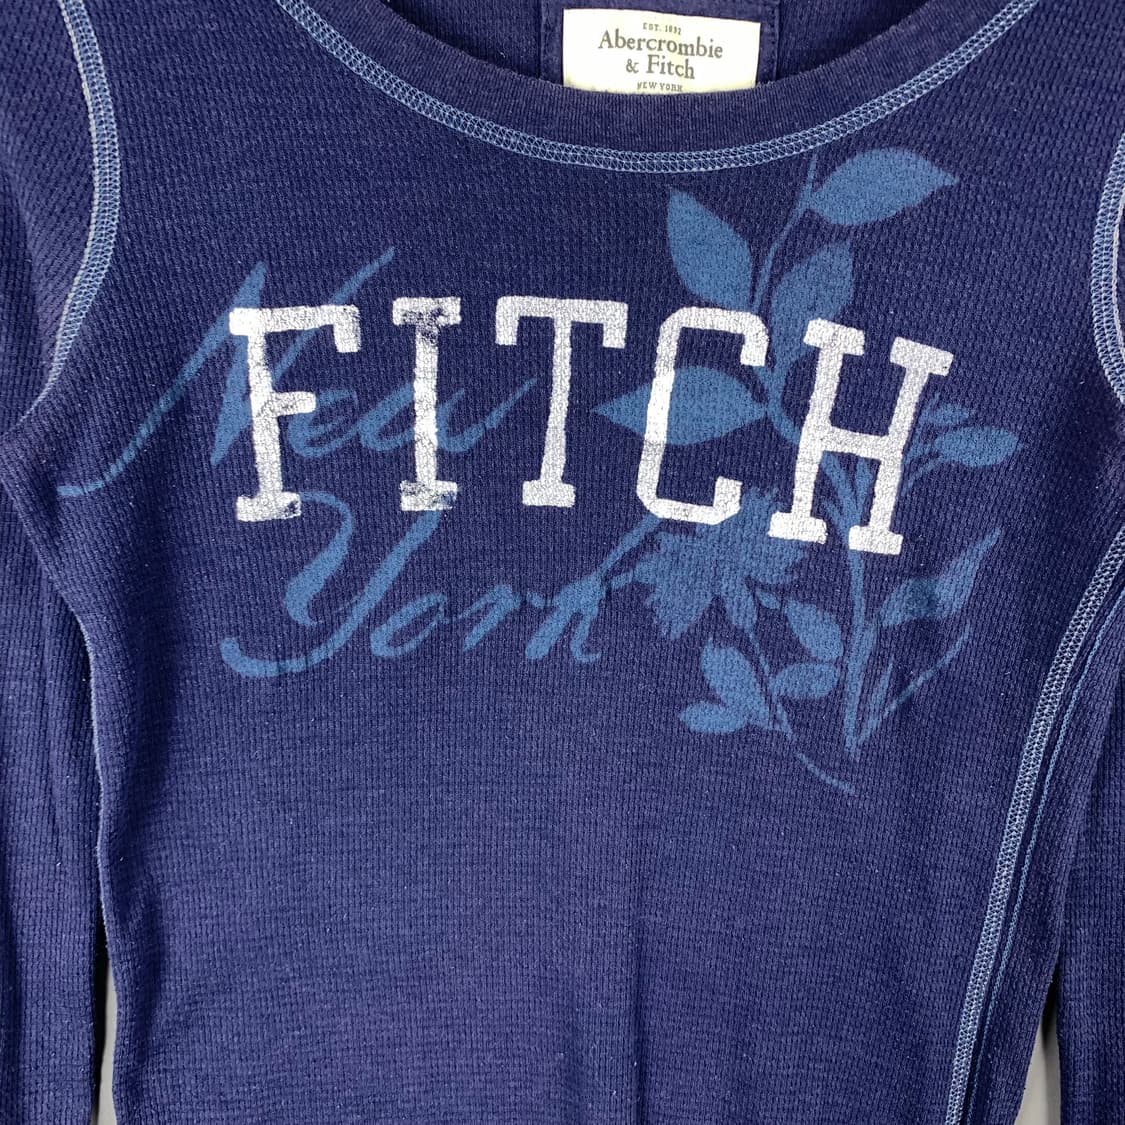 EST. 1892
Abercrombie
& Fitch
NEW YORK
FITCH
New
York